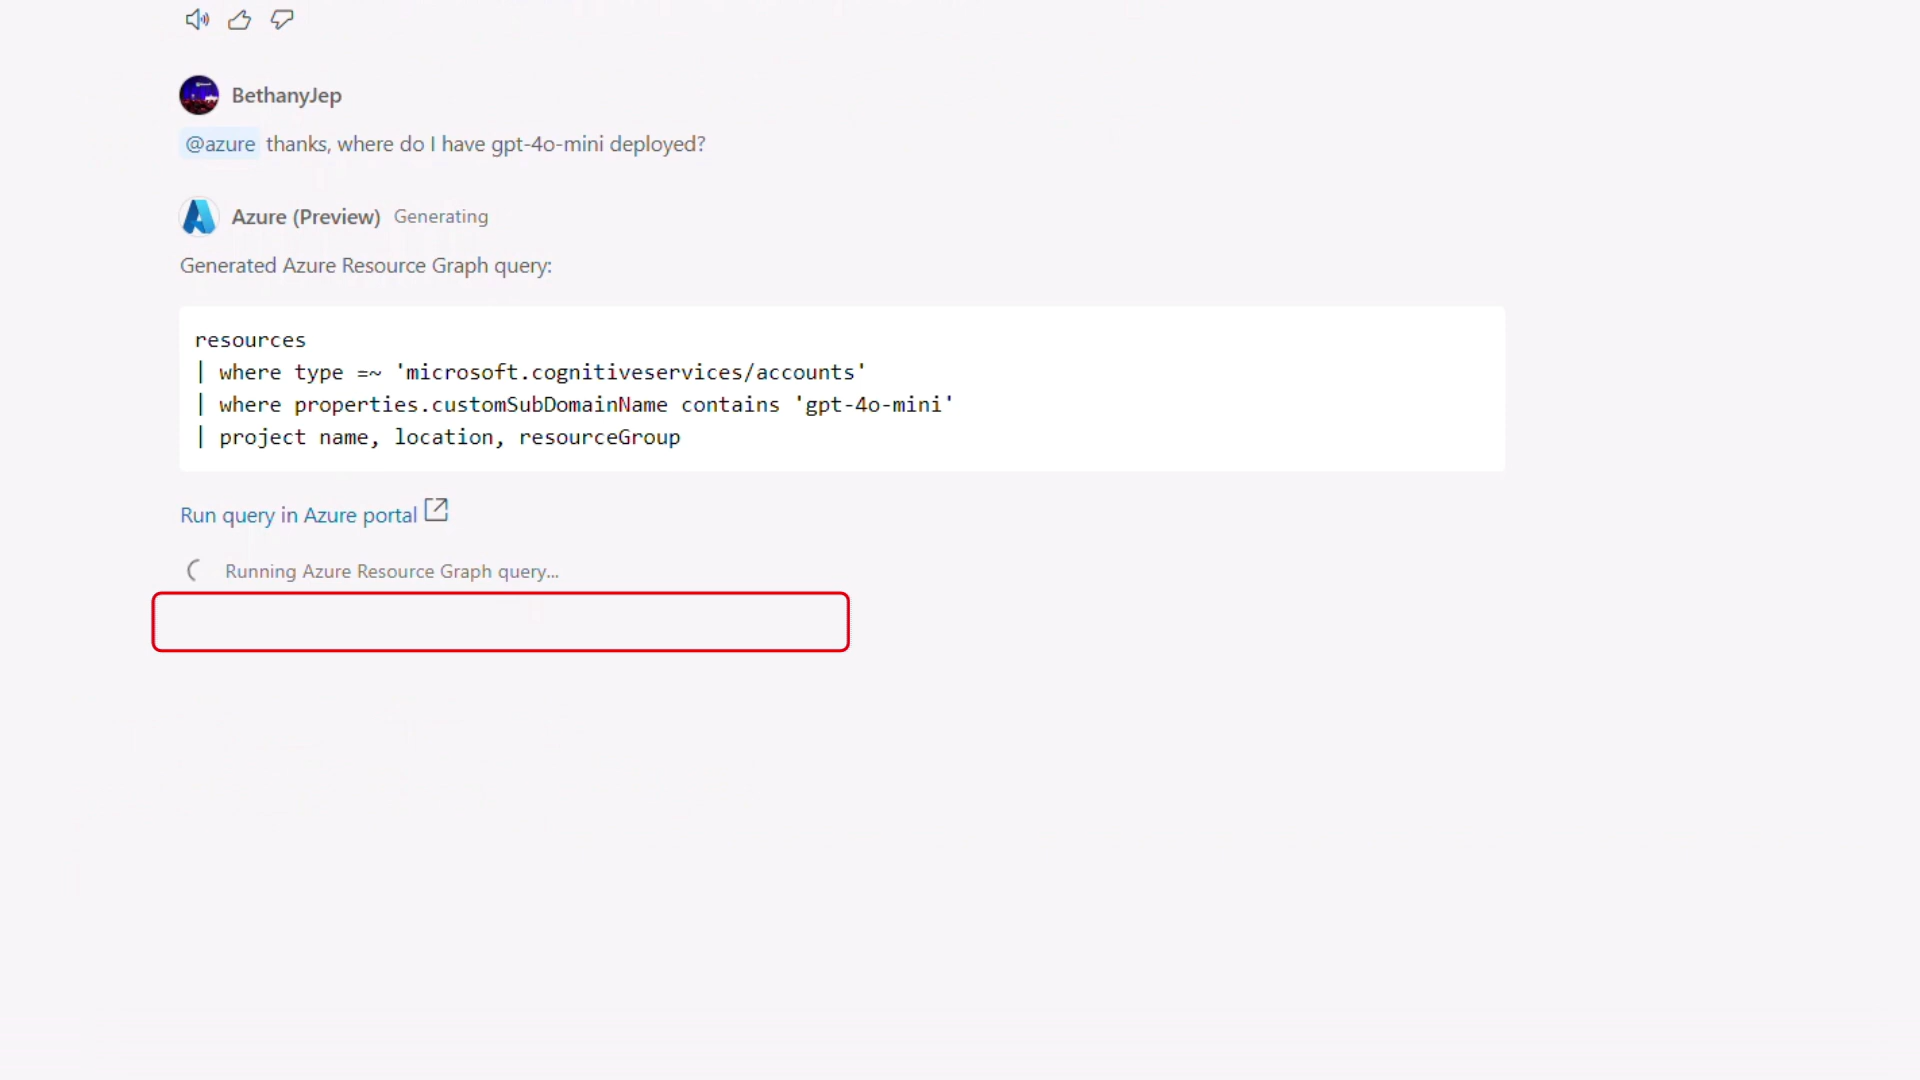 BethanyJep
@azure thanks, where do I have gpt-4o-mini deployed?
Azure (Preview) Generating
Generated Azure Resource Graph query:
resources
| where type =~ 'microsoft.cognitiveservices/accounts'
| where properties.customSubDomainName contains 'gpt-4o-mini'
| project name, location, resourceGroup
Run query in Azure portal
Running Azure Resource Graph query...